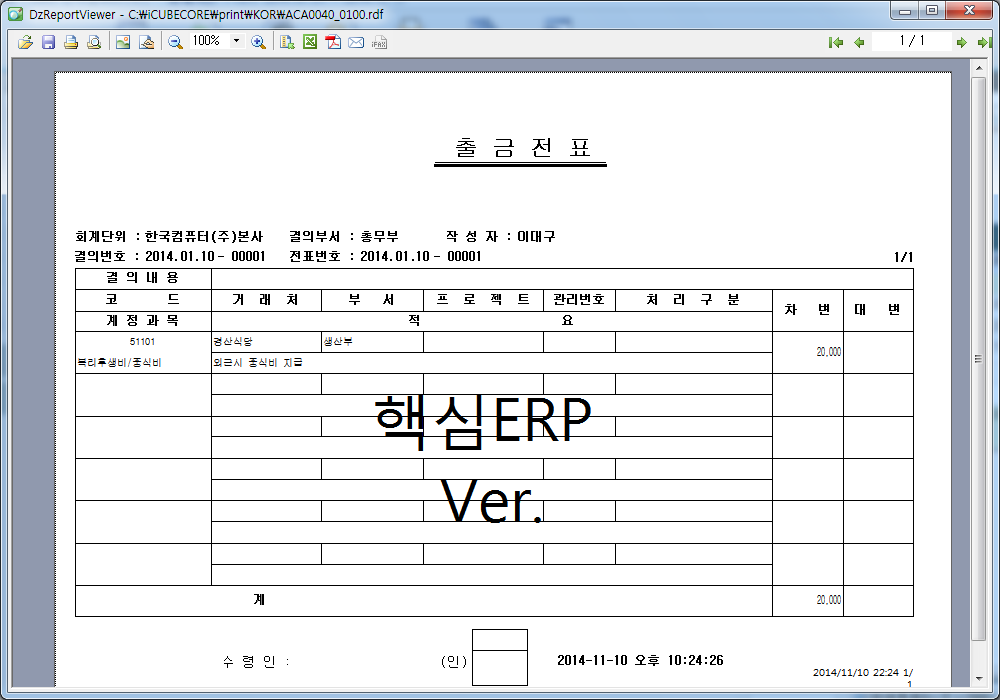 DzReportViewer - C:₩iCUBECORE₩print₩KOR₩ACA0040_0100.rdf
100%
1 / 1
출 금 전 표
회계단위 : 한국컴퓨터(주)본사 결의부서 : 총무부 작 성 자 : 이대구
결의번호 : 2014.01.10 - 00001 전표번호 : 2014.01.10 - 00001 1/1
결 의 내 용
코 드 거 래 처 부 서 프 로 젝 트 관리번호 처 리 구 분 차 변 대 변
계 정 과 목 적 요
51101 경산식당 생산부 20,000
복리후생비/중식비 외근시 중식비 지급
핵심ERP
Ver.
계 20,000
수 령 인 : (인) 2014-11-10 오후 10:24:26
2014/11/10 22:24 1/
1